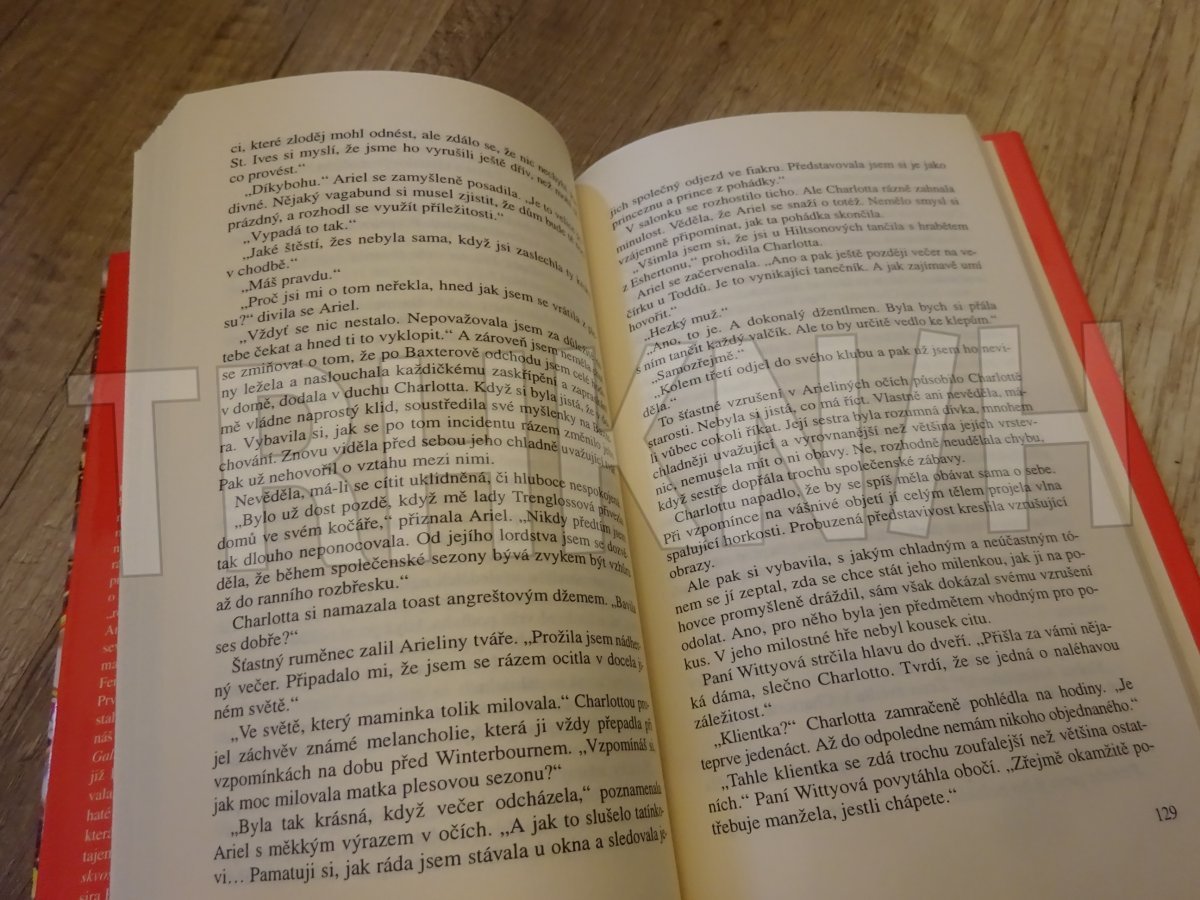 ci, které zloděj mohl odnést, ale zdálo se, že nic
St. Ives si myslí, že jsme ho vyrušili ještě dřív, než
co provést.“
„Díkybohu.“ Ariel se zamyšleně posadila. „Je to
divné. Nějaký vagabund si musel zjistit, že dům bude
prázdný, a rozhodl se využít příležitosti.“
„Vypadá to tak.“
„Jaké štěstí, žes nebyla sama, když jsi zaslechla ty
v chodbě.“
„Máš pravdu.“
„Proč jsi mi o tom neřekla, hned jak jsem se vrátila z
su?“ divila se Ariel.
„Vždyť se nic nestalo. Nepovažovala jsem za
tebe čekat a hned ti to vyklopit.“ A zároveň jsem neměla
se zmiňovat o tom, že po Baxterově odchodu jsem celé
ny ležela a naslouchala každičkému zaskřípění a
v domě, dodala v duchu Charlotta. Když si byla jistá, že v
mě vládne naprostý klid, soustředila své myšlenky na
ra. Vybavila si, jak se po tom incidentu rázem změnilo
chování. Znovu viděla před sebou jeho chladně
Pak už nehovořil o vztahu mezi nimi.
Nevěděla, má-li se cítit uklidněná, či hluboce nespokojená.
„Bylo už dost pozdě, když mě lady Trenglossová přivezla
domů ve svém kočáře,“ přiznala Ariel. „Nikdy předtím jsem
tak dlouho neponocovala. Od jejího lordstva jsem se dozvě-
děla, že během společenské sezony bývá zvykem být vzhůru
až do ranního rozbřesku.“
Charlotta si namazala toast angreštovým džemem. „Bavila
ses dobře?“
Šťastný ruměnec zalil Arieliny tváře. „Prožila jsem nádher-
ný večer. Připadalo mi, že jsem se rázem ocitla v docela ji-
ném světě.“
„Ve světě, který maminka tolik milovala.“ Charlottou pro-
jel záchvěv známé melancholie, která ji vždy přepadla při
vzpomínkách na dobu před Winterbournem. „Vzpomínáš si,
jak moc milovala matka plesovou sezonu?“
„Byla tak krásná, když večer odcházela,“ poznamenala
Ariel s měkkým výrazem v očích. „A jak to slušelo tatínko-
vi… Pamatuji si, jak ráda jsem stávala u okna a sledovala je-
jich společný odjezd ve fiakru. Představovala jsem si je jako
princeznu a prince z pohádky.“
V salonku se rozhostilo ticho. Ale Charlotta rázně zahnala
minulost. Věděla, že Ariel se snaží o totéž. Nemělo smysl si
vzájemně připomínat, jak ta pohádka skončila.
„Všimla jsem si, že jsi u Hiltsonových tančila s hrabětem
z Eshertonu,“ prohodila Charlotta.
Ariel se začervenala. „Ano a pak ještě později večer na ve-
čírku u Toddů. Je to vynikající tanečník. A jak zajímavě umí
hovořit.“
„Hezký muž.“
„Ano, to je. A dokonalý džentlmen. Byla bych si přála
s ním tančit každý valčík. Ale to by určitě vedlo ke klepům.“
„Samozřejmě.“
„Kolem třetí odjel do svého klubu a pak už jsem ho nevi-
děla.“
To šťastné vzrušení v Arieliných očích působilo Charlottě
starosti. Nebyla si jistá, co má říct. Vlastně ani nevěděla, má-
li vůbec cokoli říkat. Její sestra byla rozumná dívka, mnohem
chladněji uvažující a vyrovnanější než většina jejích vrstev-
nic, nemusela mít o ni obavy. Ne, rozhodně neudělala chybu,
když sestře dopřála trochu společenské zábavy.
Charlottu napadlo, že by se spíš měla obávat sama o sebe.
Při vzpomínce na vášnivé objetí jí celým tělem projela vlna
spalující horkosti. Probuzená představivost kreslila vzrušující
obrazy.
Ale pak si vybavila, s jakým chladným a neúčastným tó-
nem se jí zeptal, zda se chce stát jeho milenkou, jak ji na po-
hovce promyšleně dráždil, sám však dokázal svému vzrušení
odolat. Ano, pro něho byla jen předmětem vhodným pro po-
kus. V jeho milostné hře nebyl kousek citu.
Paní Wittyová strčila hlavu do dveří. „Přišla za vámi něja-
ká dáma, slečno Charlotto. Tvrdí, že se jedná o naléhavou
záležitost.“
„Klientka?“ Charlotta zamračeně pohlédla na hodiny. „Je
teprve jedenáct. Až do odpoledne nemám nikoho objednaného.“
„Tahle klientka se zdá trochu zoufalejší než většina ostat-
ních.“ Paní Wittyová povytáhla obočí. „Zřejmě okamžitě po-
třebuje manžela, jestli chápete.“
129